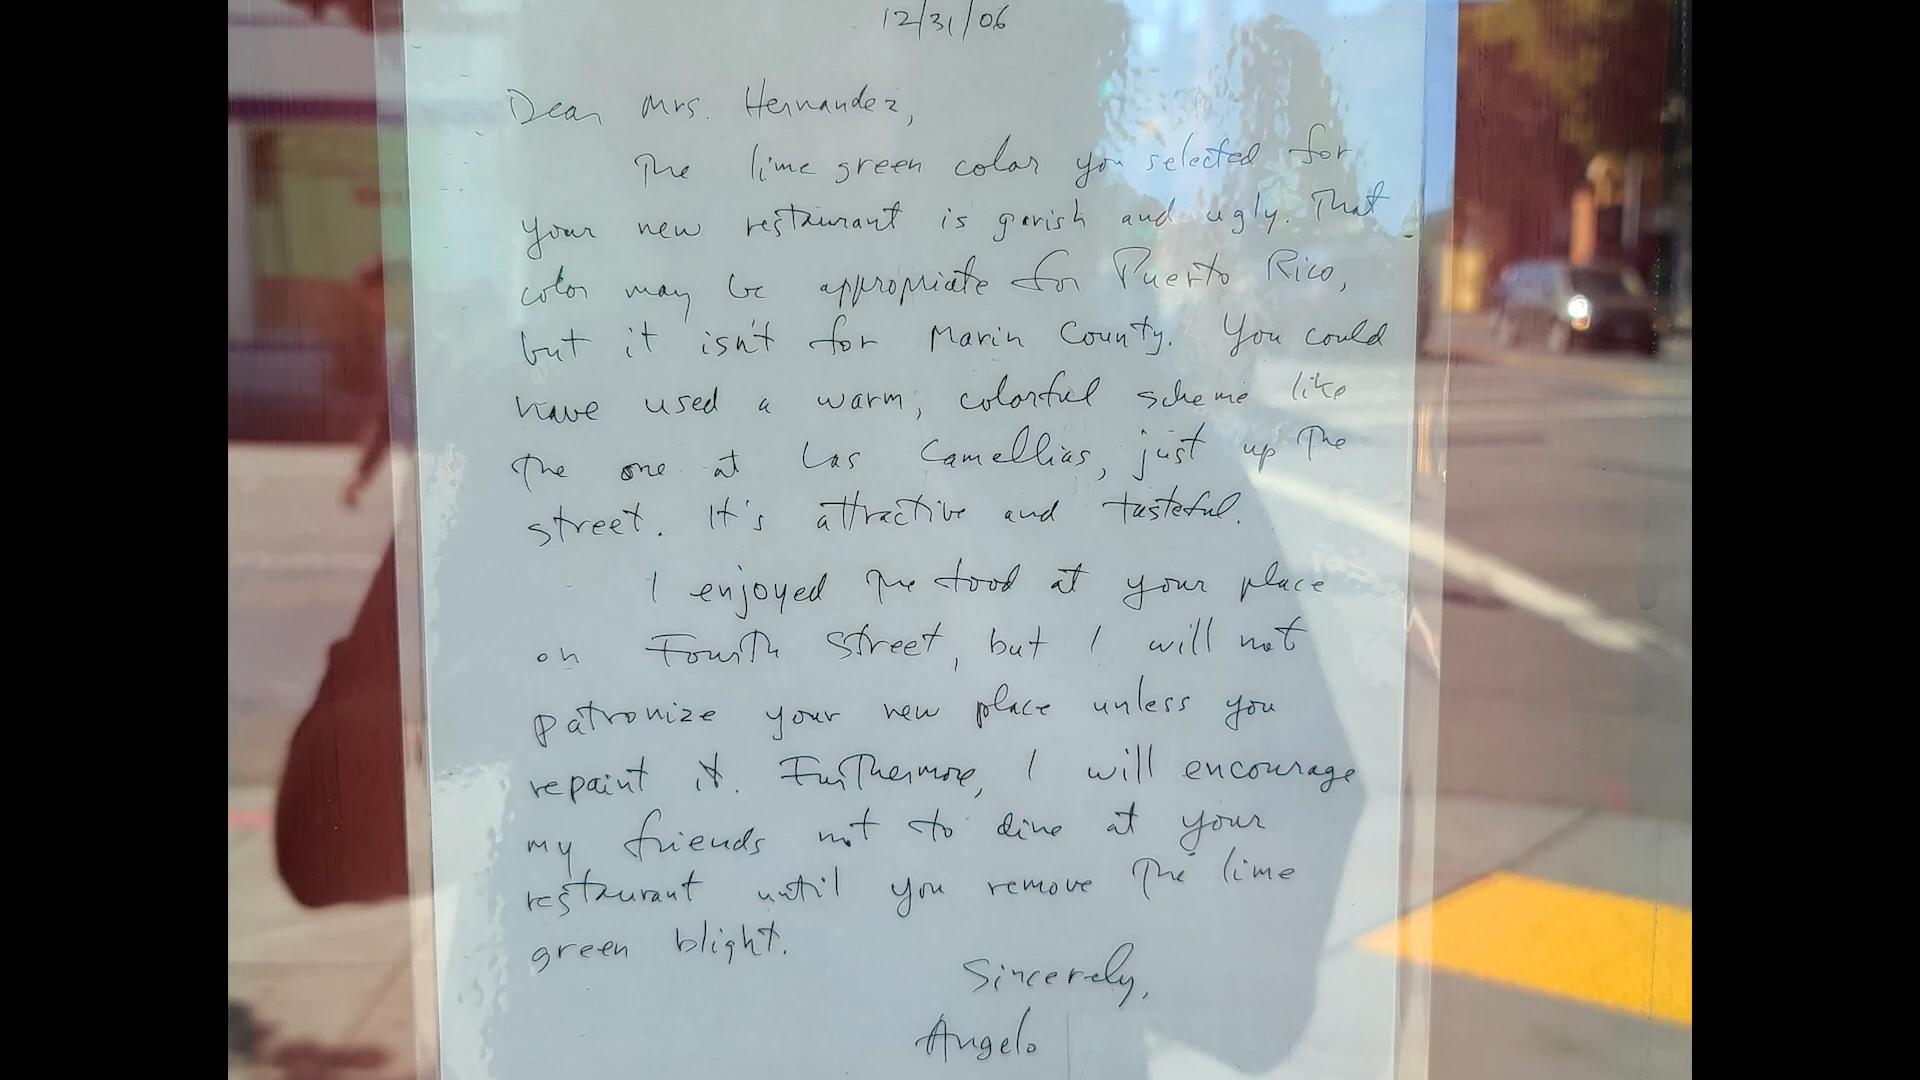 12/31/06
Dear Mrs. Hernandez,
The lime green color you selected for
your new restaurant is garish and ugly. That
color may be appropriate for Puerto Rico,
but it isn't for Marin County. You could
have used a warm, colorful scheme like
the one at Las Camellias, just up the
street. It's attractive and tasteful.
I enjoyed the food at your place
on Fourth Street, but I will not
patronize your new place unless you
repaint it. Furthermore, I will encourage
my friends not to dine at your
restaurant until you remove the lime
green blight.
Sincerely,
Angelo